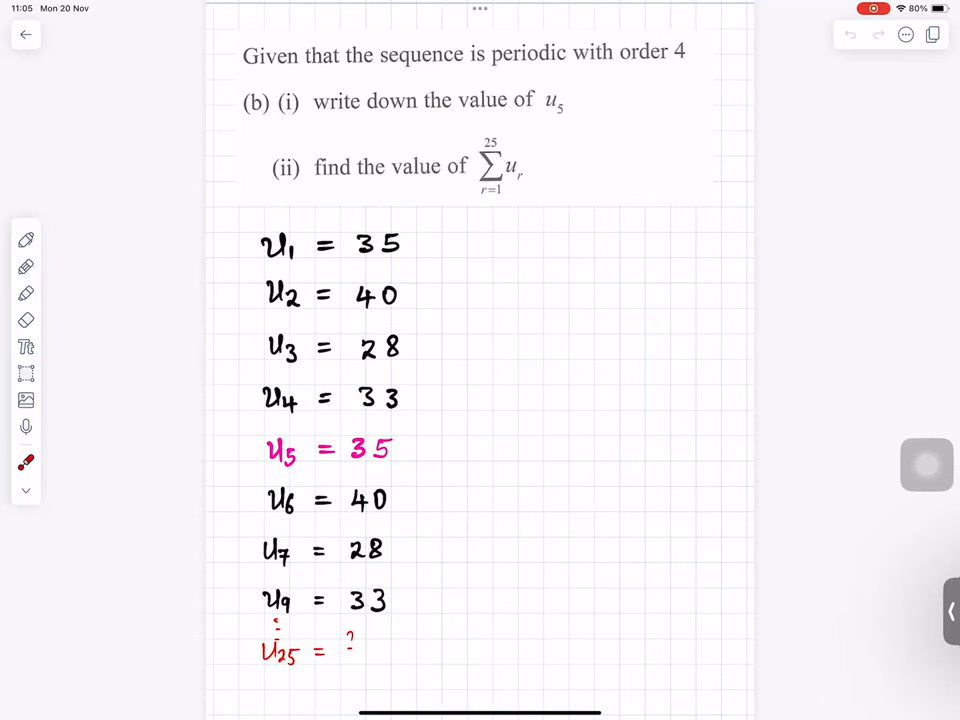 11:05 Mon 20 Nov
80%
Given that the sequence is periodic with order 4
(b) (i) write down the value of u₅
(ii) find the value of ∑_{r=1}^{25} u_r
u₁ = 35
u₂ = 40
u₃ = 28
u₄ = 33
u₅ = 35
u₆ = 40
u₇ = 28
u₉ = 33
⋮
u₂₅ = ?
Tt